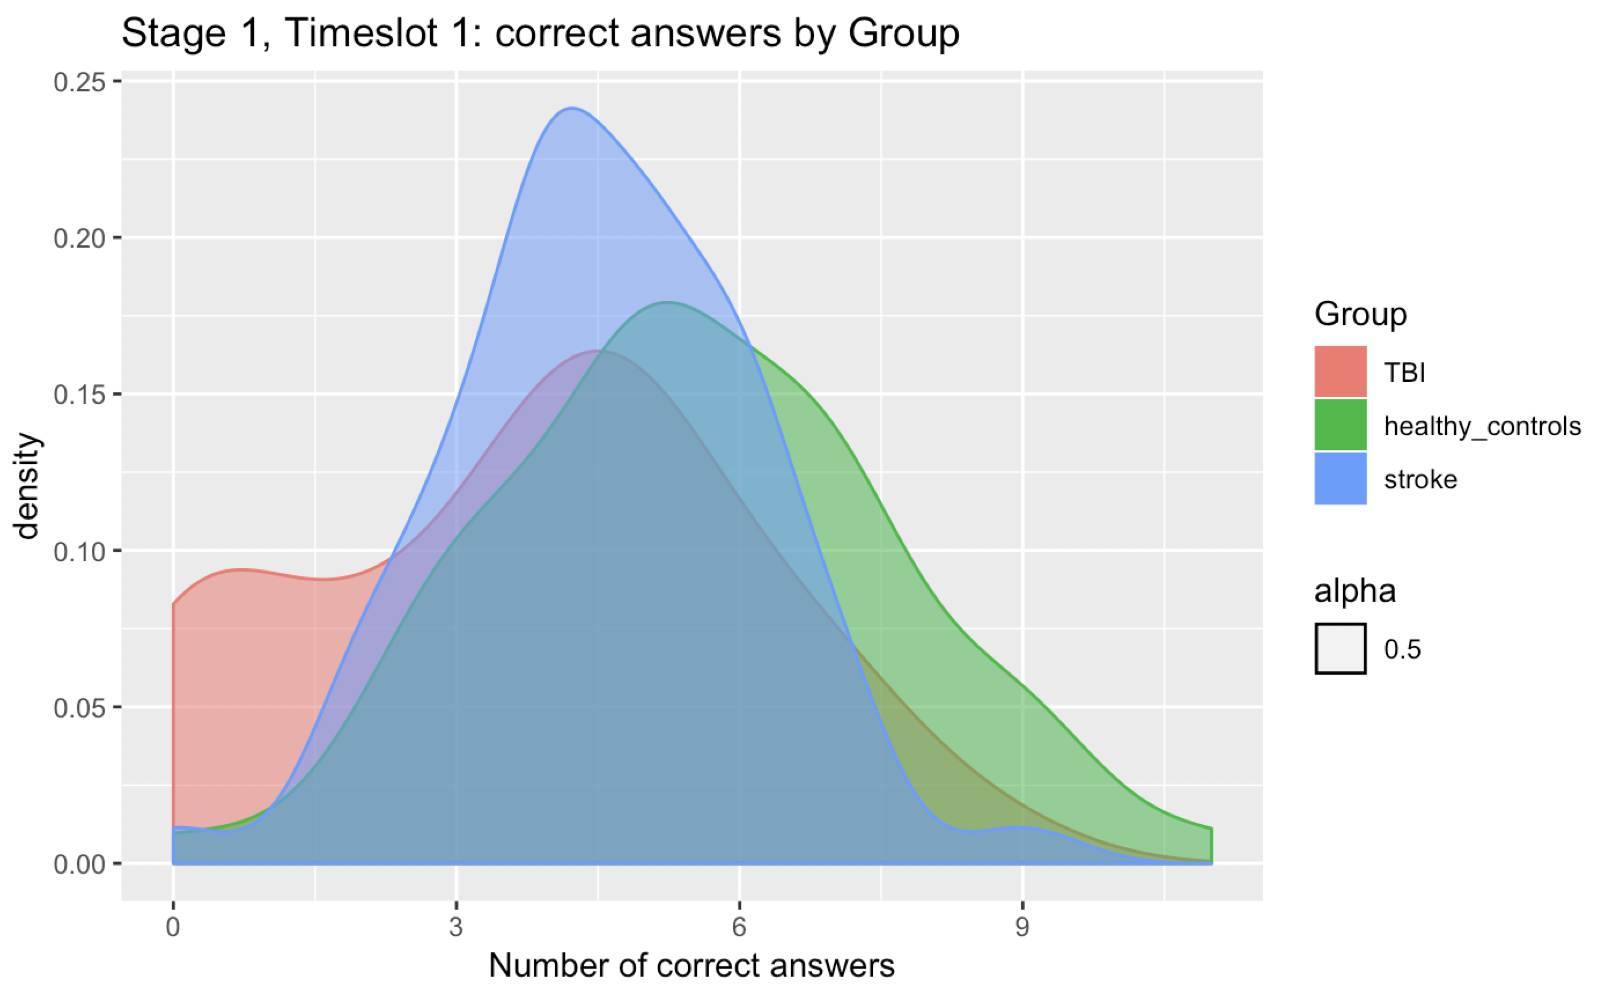 Stage 1, Timeslot 1: correct answers by Group
0.25
0.20
0.15
0.10
0.05
0.00
density
0 3 6 9
Number of correct answers
Group
TBI
healthy_controls
stroke
alpha
0.5